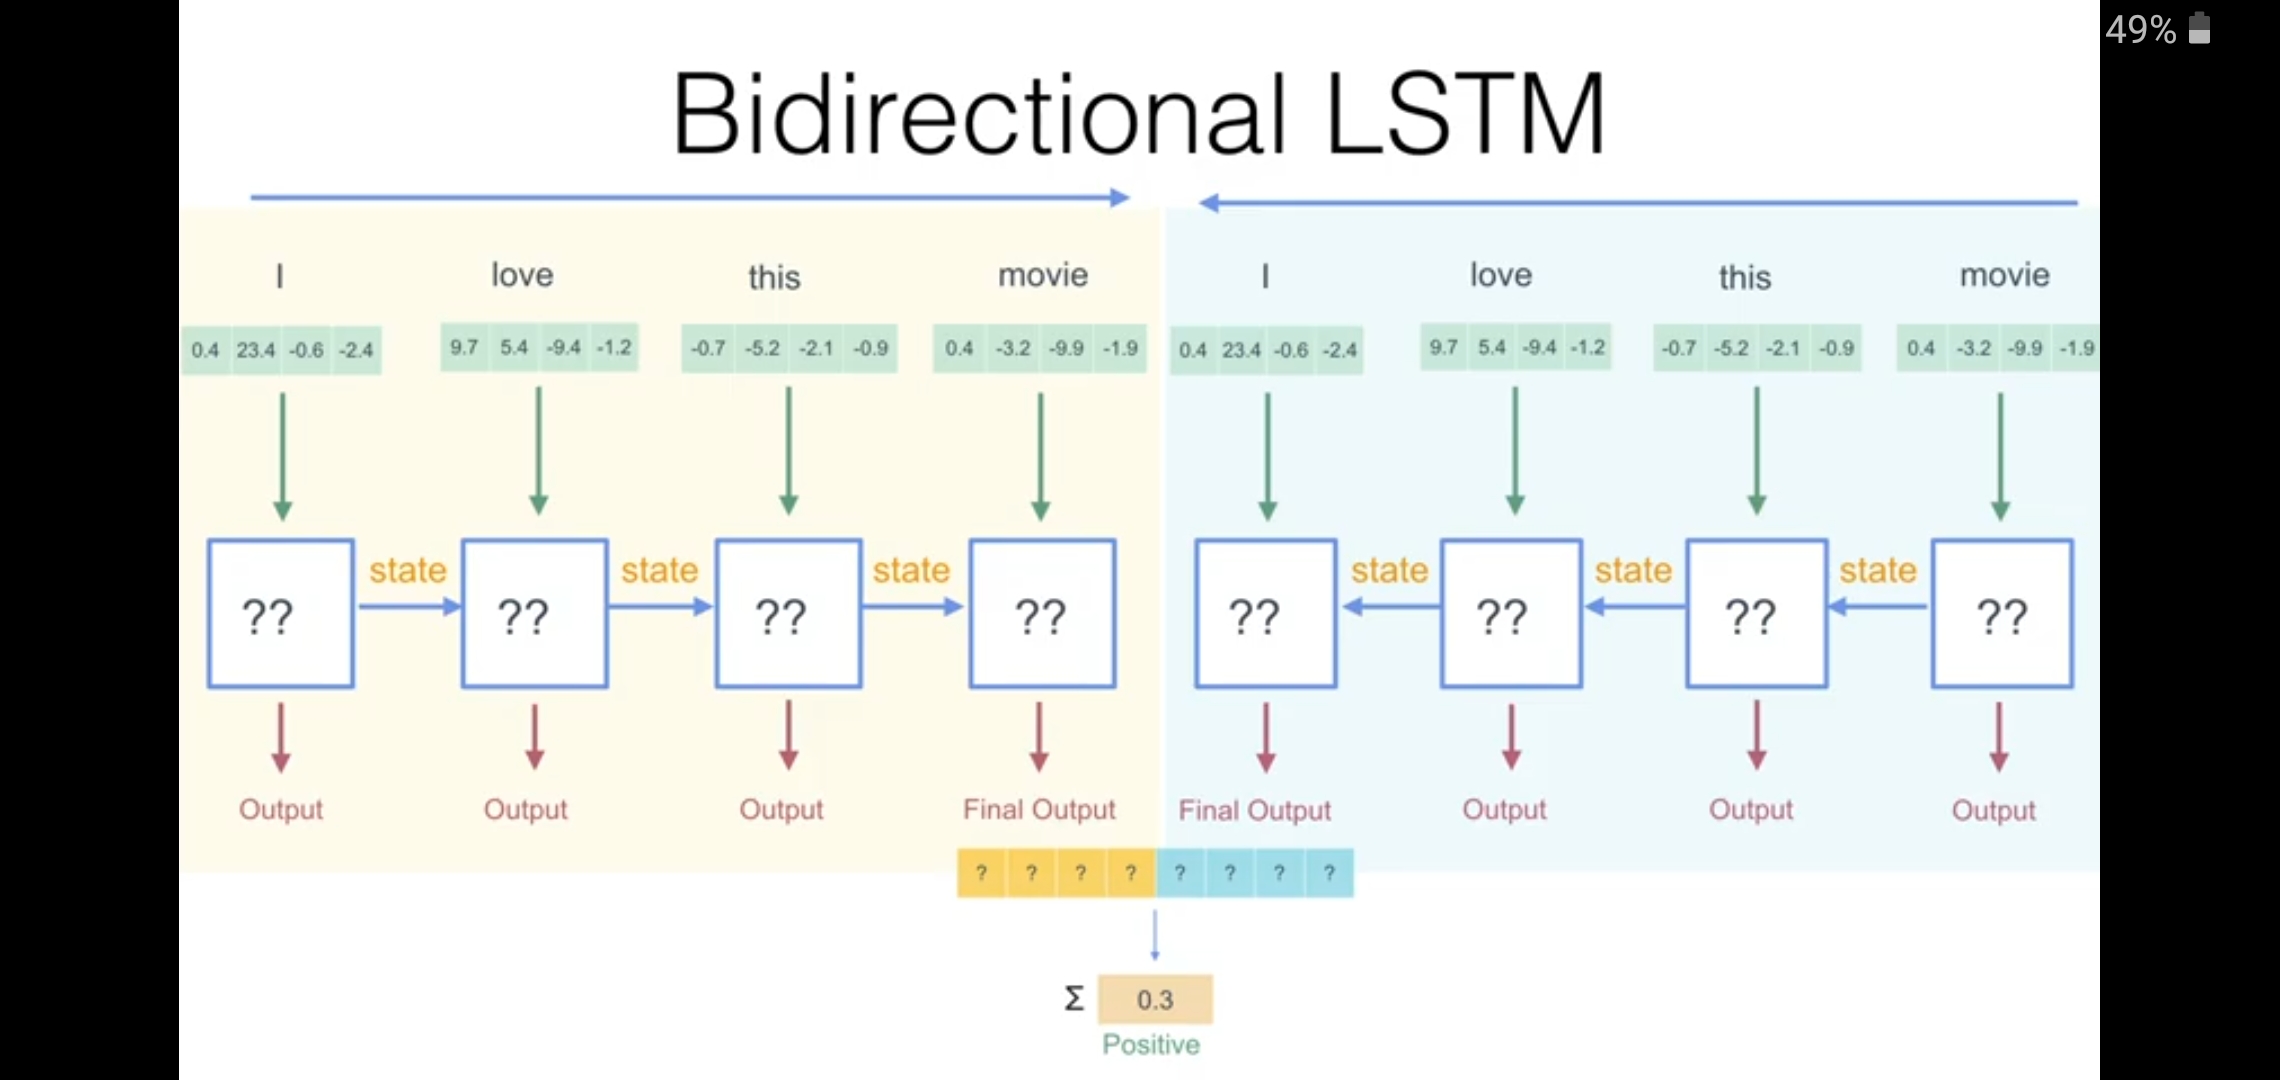 49%
Bidirectional LSTM
I love this movie I love this movie
0.4 23.4 -0.6 -2.4 9.7 5.4 -9.4 -1.2 -0.7 -5.2 -2.1 -0.9 0.4 -3.2 -9.9 -1.9 0.4 23.4 -0.6 -2.4 9.7 5.4 -9.4 -1.2 -0.7 -5.2 -2.1 -0.9 0.4 -3.2 -9.9 -1.9
state state state state state state
?? ?? ?? ?? ?? ?? ?? ??
Output Output Output Final Output Final Output Output Output Output
? ? ? ? ? ? ? ?
Σ 0.3
Positive